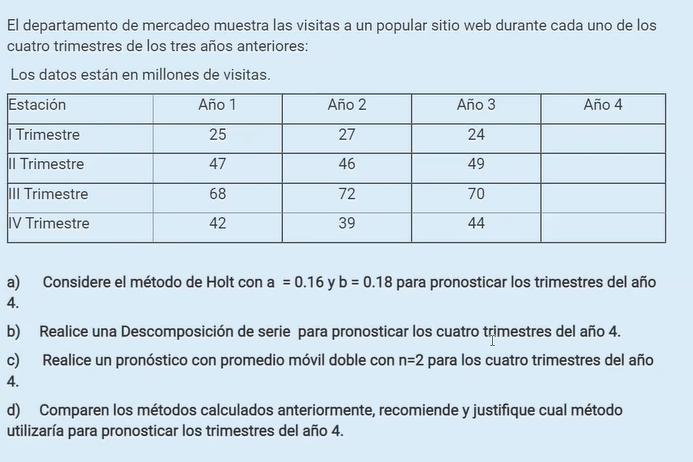 El departamento de mercadeo muestra las visitas a un popular sitio web durante cada uno de los
cuatro trimestres de los tres años anteriores:
Los datos están en millones de visitas.
Estación Año 1 Año 2 Año 3 Año 4
I Trimestre 25 27 24
II Trimestre 47 46 49
III Trimestre 68 72 70
IV Trimestre 42 39 44
a) Considere el método de Holt con a = 0.16 y b = 0.18 para pronosticar los trimestres del año
4.
b) Realice una Descomposición de serie para pronosticar los cuatro trimestres del año 4.
c) Realice un pronóstico con promedio móvil doble con n=2 para los cuatro trimestres del año
4.
d) Comparen los métodos calculados anteriormente, recomiende y justifique cual método
utilizaría para pronosticar los trimestres del año 4.